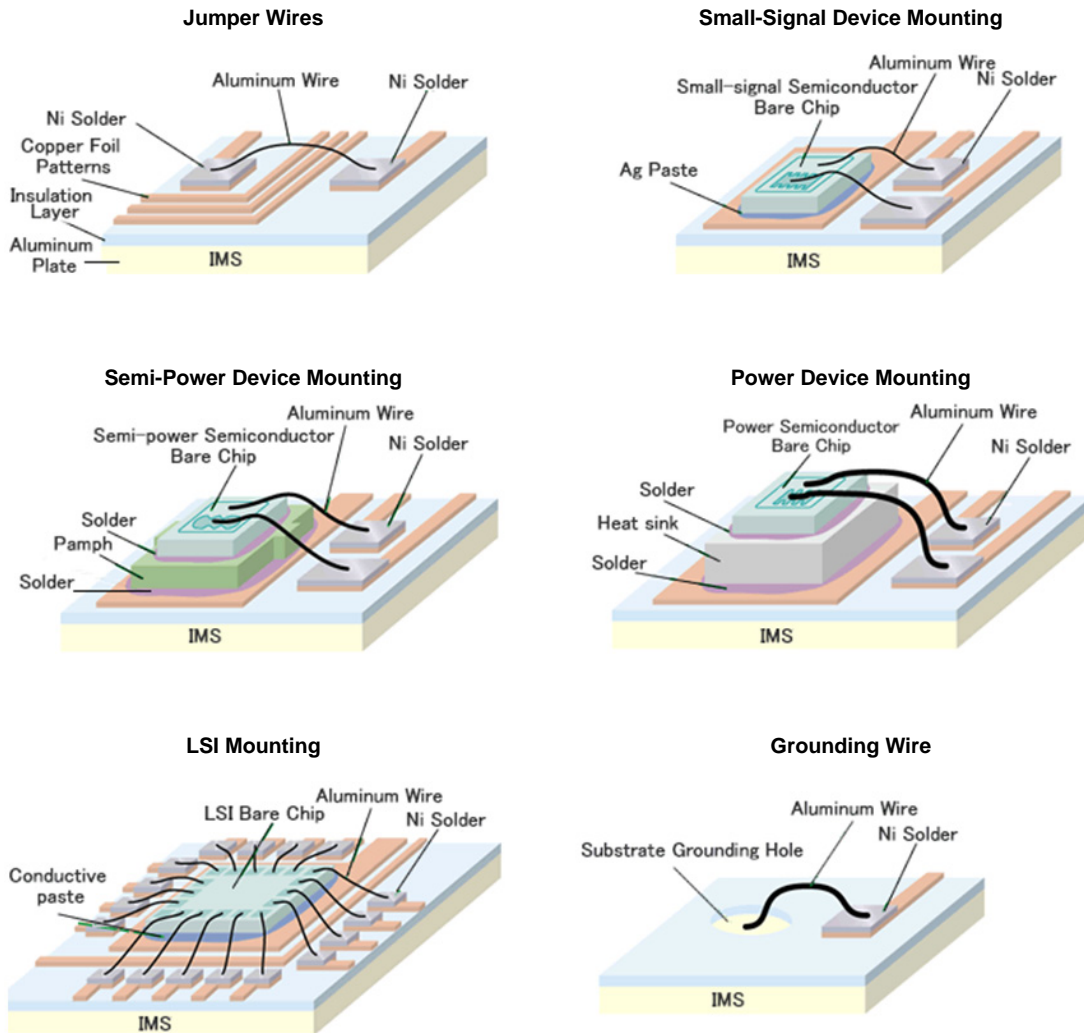 Jumper Wires
Aluminum Wire
Ni Solder
Ni Solder
Copper Foil
Patterns
Insulation
Layer
Aluminum
Plate
IMS
Small-Signal Device Mounting
Aluminum Wire
Small-signal Semiconductor
Bare Chip
Ni Solder
Ag Paste
IMS
Semi-Power Device Mounting
Aluminum Wire
Semi-power Semiconductor
Bare Chip
Ni Solder
Solder
Pamph
Solder
IMS
Power Device Mounting
Aluminum Wire
Power Semiconductor
Bare Chip
Ni Solder
Solder
Heat sink
Solder
IMS
LSI Mounting
Aluminum Wire
LSI Bare Chip
Ni Solder
Conductive
paste
IMS
Grounding Wire
Aluminum Wire
Ni Solder
Substrate Grounding Hole
IMS